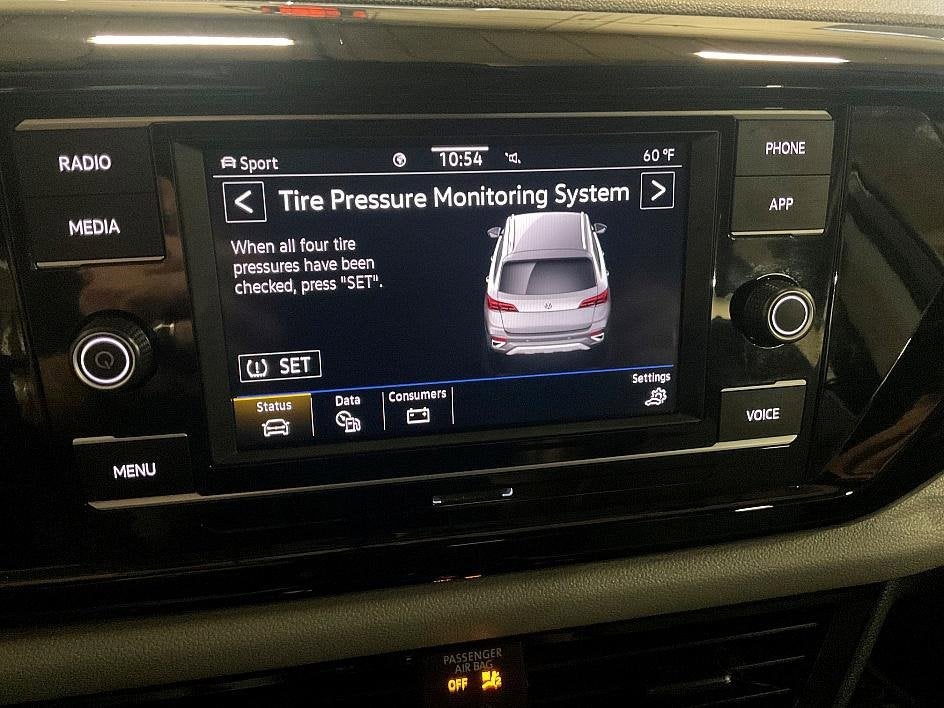 RADIO
MEDIA
MENU
Sport
10:54
60 °F
< Tire Pressure Monitoring System >
When all four tire
pressures have been
checked, press "SET".
SET
Status
Data
Consumers
Settings
PHONE
APP
VOICE
PASSENGER
AIR BAG
OFF